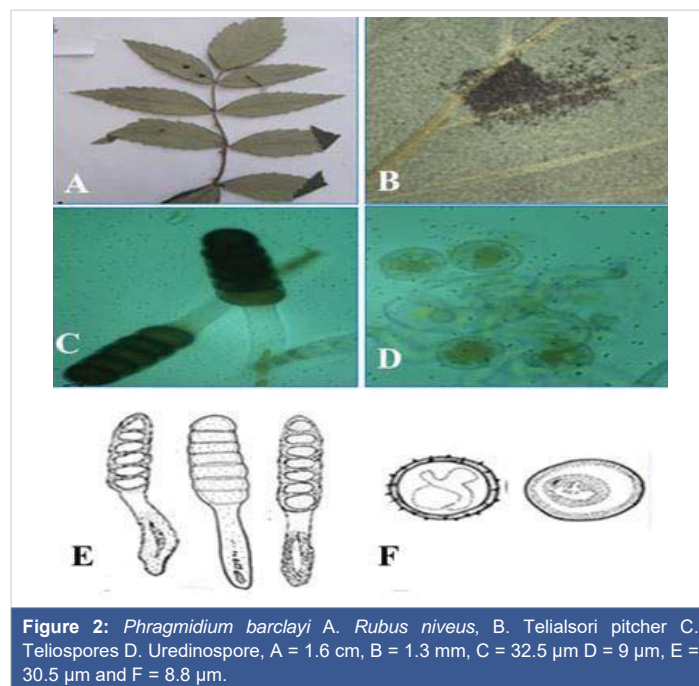 A
B
C
D
E
F
Figure 2: Phragmidium barclayi A. Rubus niveus, B. Telialsori pitcher C.
Teliospores D. Uredinospore, A = 1.6 cm, B = 1.3 mm, C = 32.5 µm D = 9 µm, E =
30.5 µm and F = 8.8 µm.